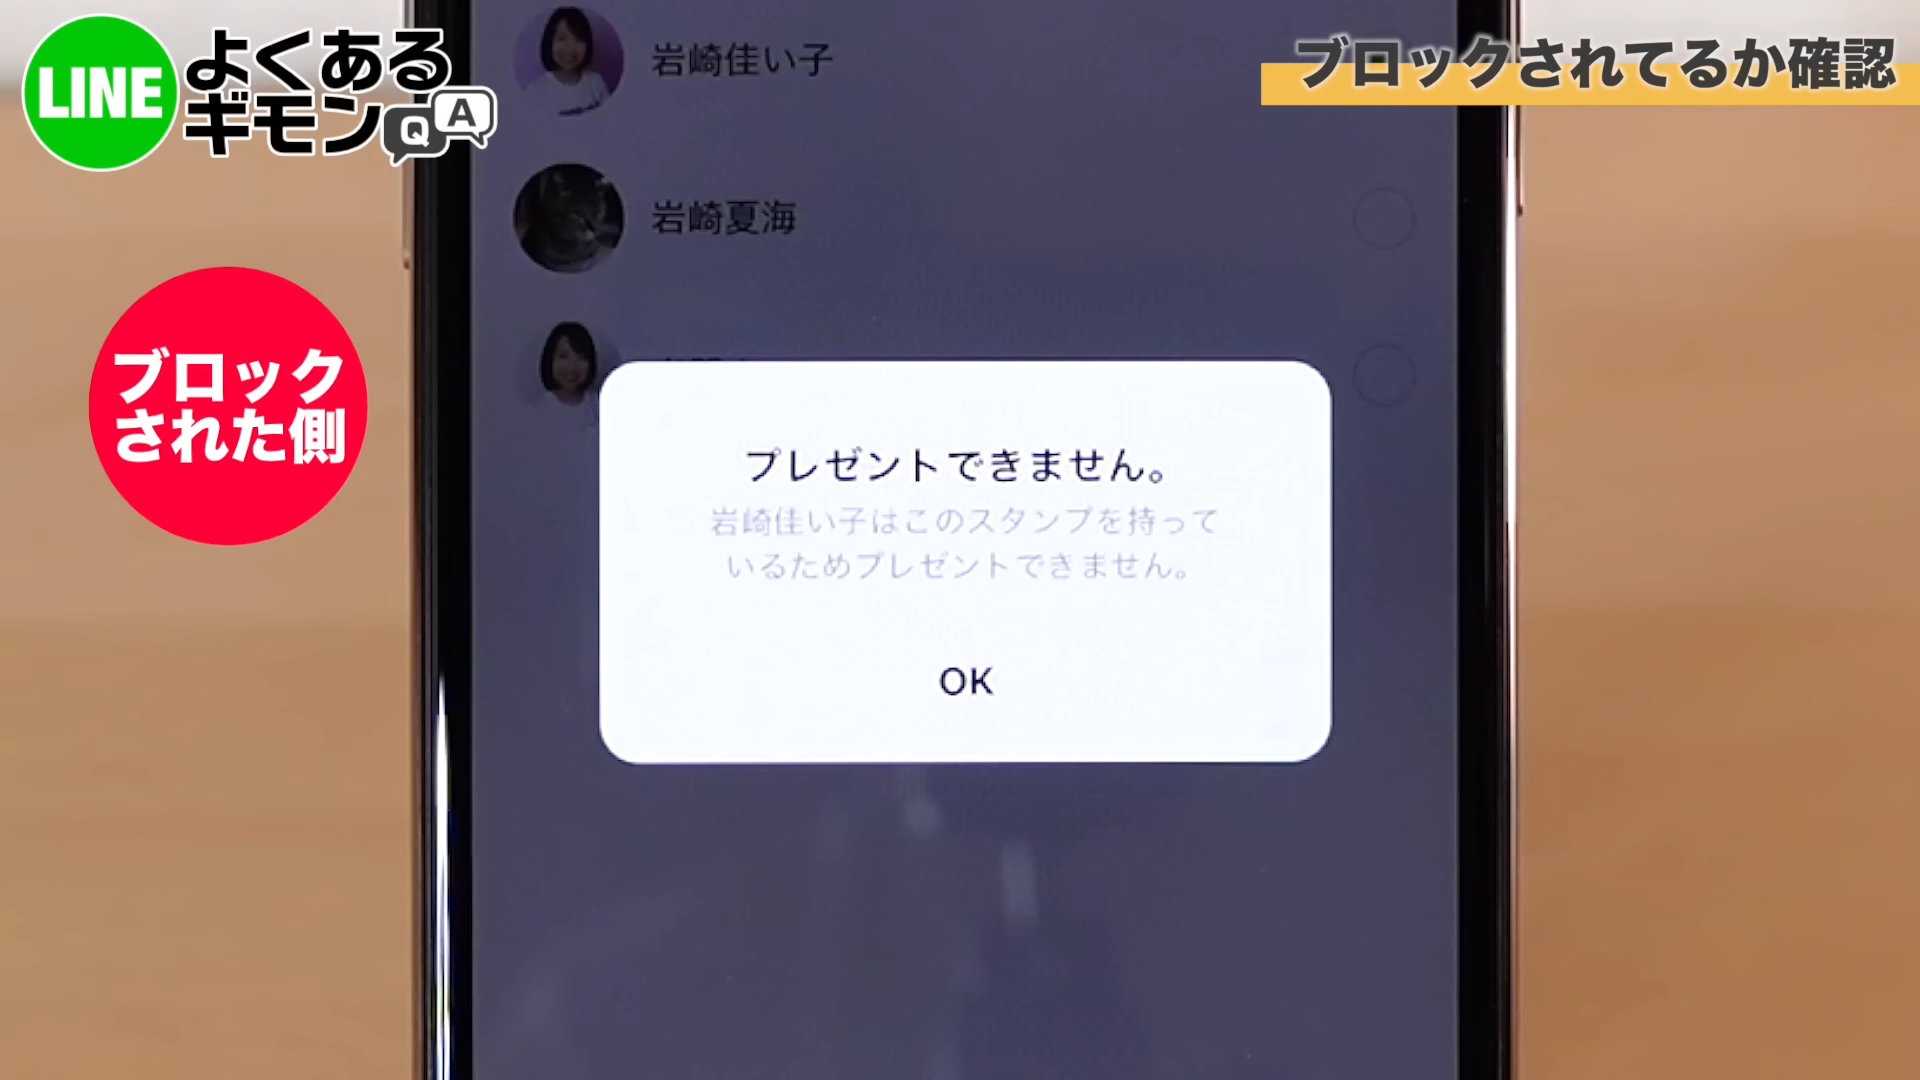 LINE
よくある
ギモン
Q
A
ブロックされてるか確認
岩崎佳い子
岩崎夏海
ブロック
された側
プレゼントできません。
岩崎佳い子はこのスタンプを持って
いるためプレゼントできません。
OK